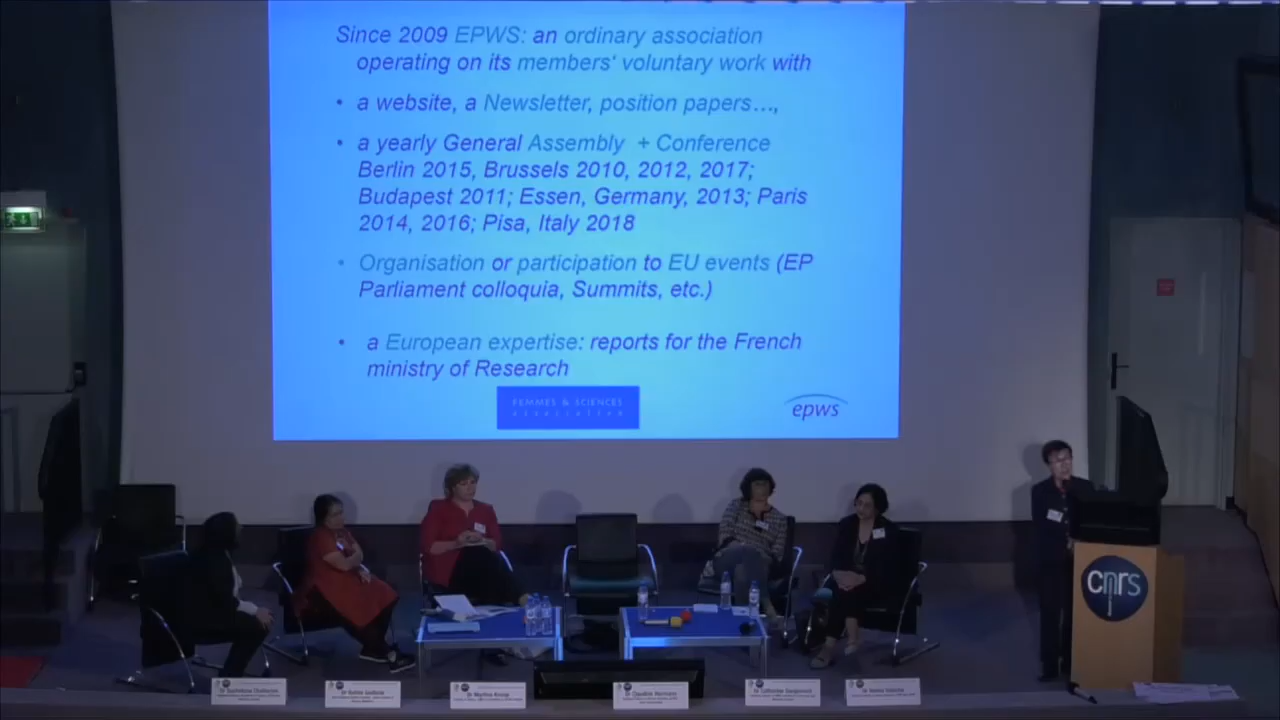 Since 2009 EPWS: an ordinary association
operating on its members' voluntary work with
• a website, a Newsletter, position papers…,
• a yearly General Assembly + Conference
Berlin 2015, Brussels 2010, 2012, 2017;
Budapest 2011; Essen, Germany, 2013; Paris
2014, 2016; Pisa, Italy 2018
• Organisation or participation to EU events (EP
Parliament colloquia, Summits, etc.)
• a European expertise: reports for the French
ministry of Research
FEMMES & SCIENCES
association
epws
cnrs